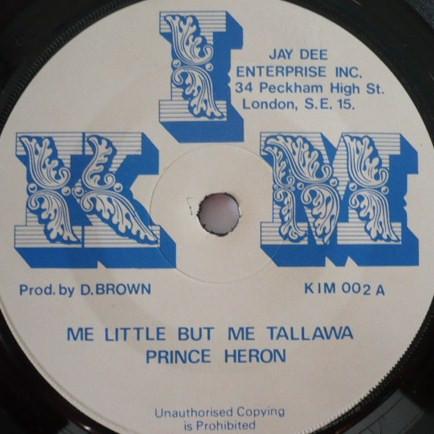 KIM
JAY DEE
ENTERPRISE INC.
34 Peckham High St.
London, S.E. 15.
Prod. by D. BROWN
KIM 002 A
ME LITTLE BUT ME TALLAWA
PRINCE HERON
Unauthorised Copying
is Prohibited